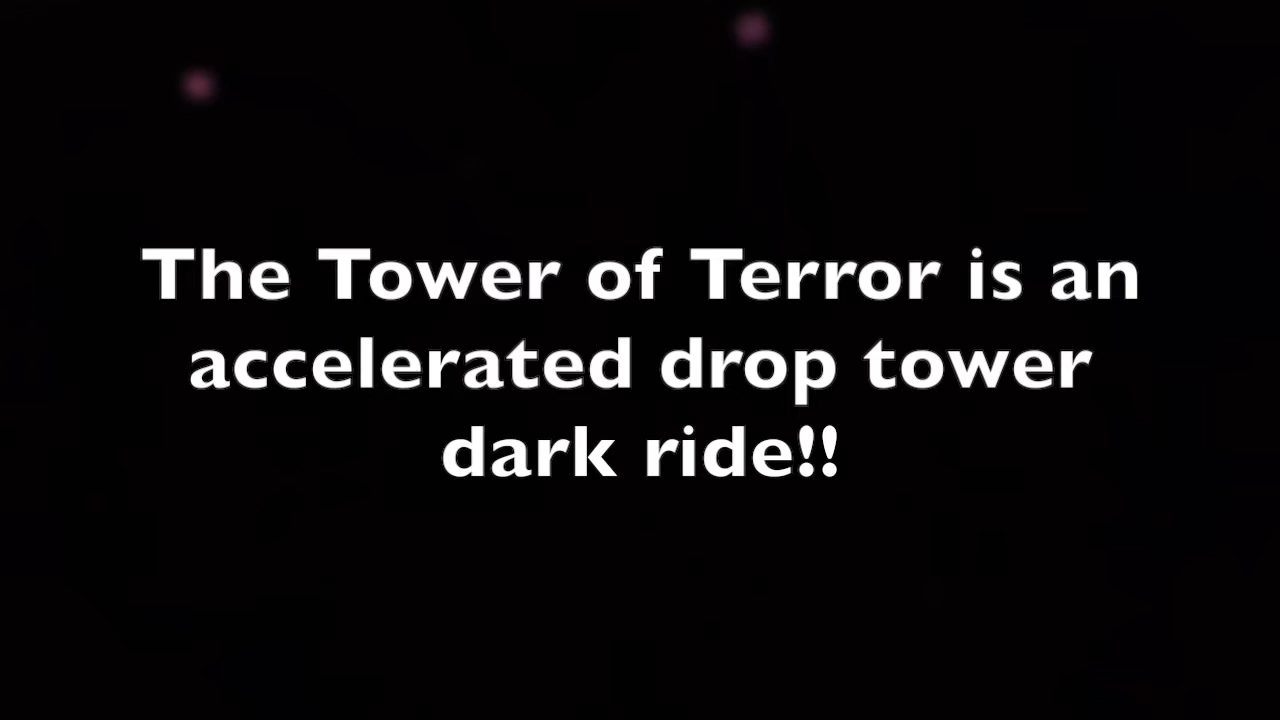 The Tower of Terror is an
accelerated drop tower
dark ride!!